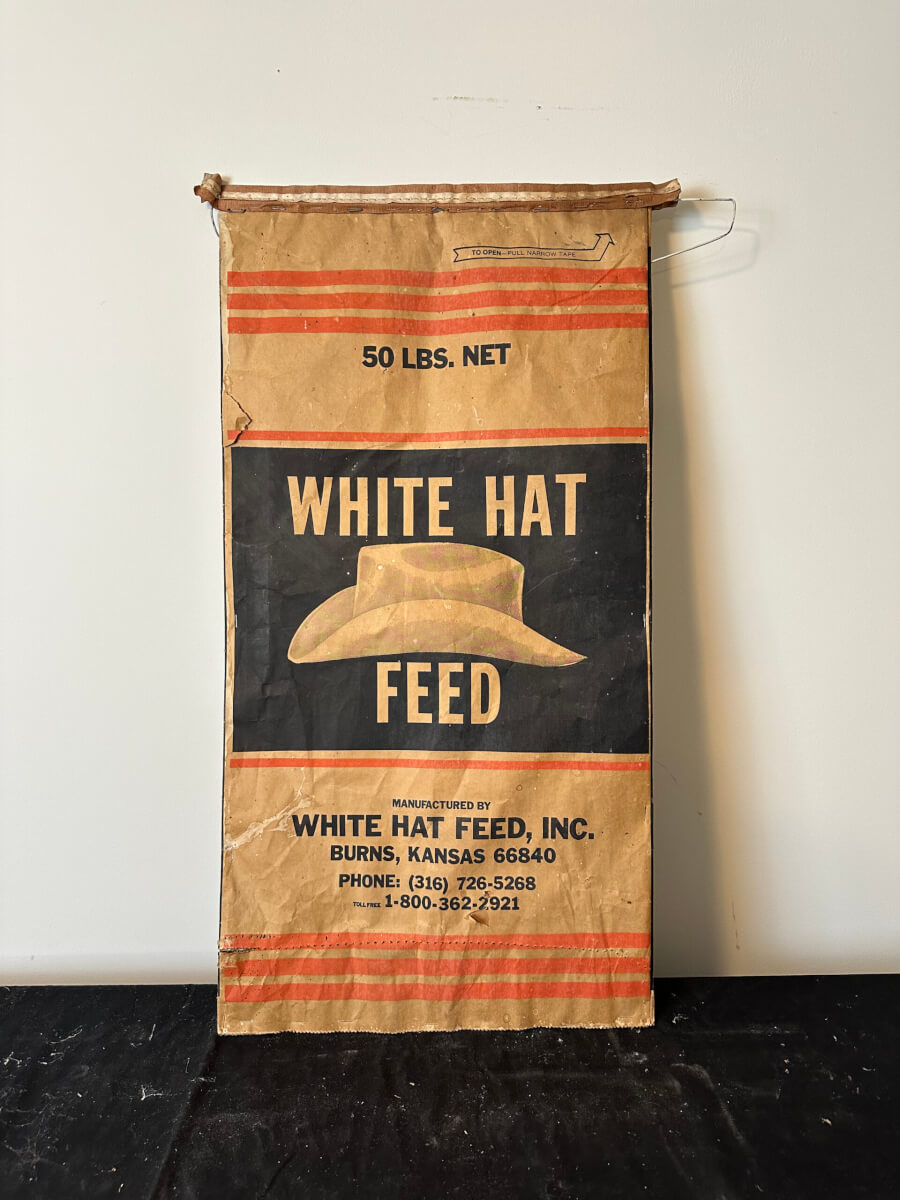 TO OPEN—PULL NARROW TAPE
50 LBS. NET
WHITE HAT
FEED
MANUFACTURED BY
WHITE HAT FEED, INC.
BURNS, KANSAS 66840
PHONE: (316) 726-5268
TOLL FREE 1-800-362-2921